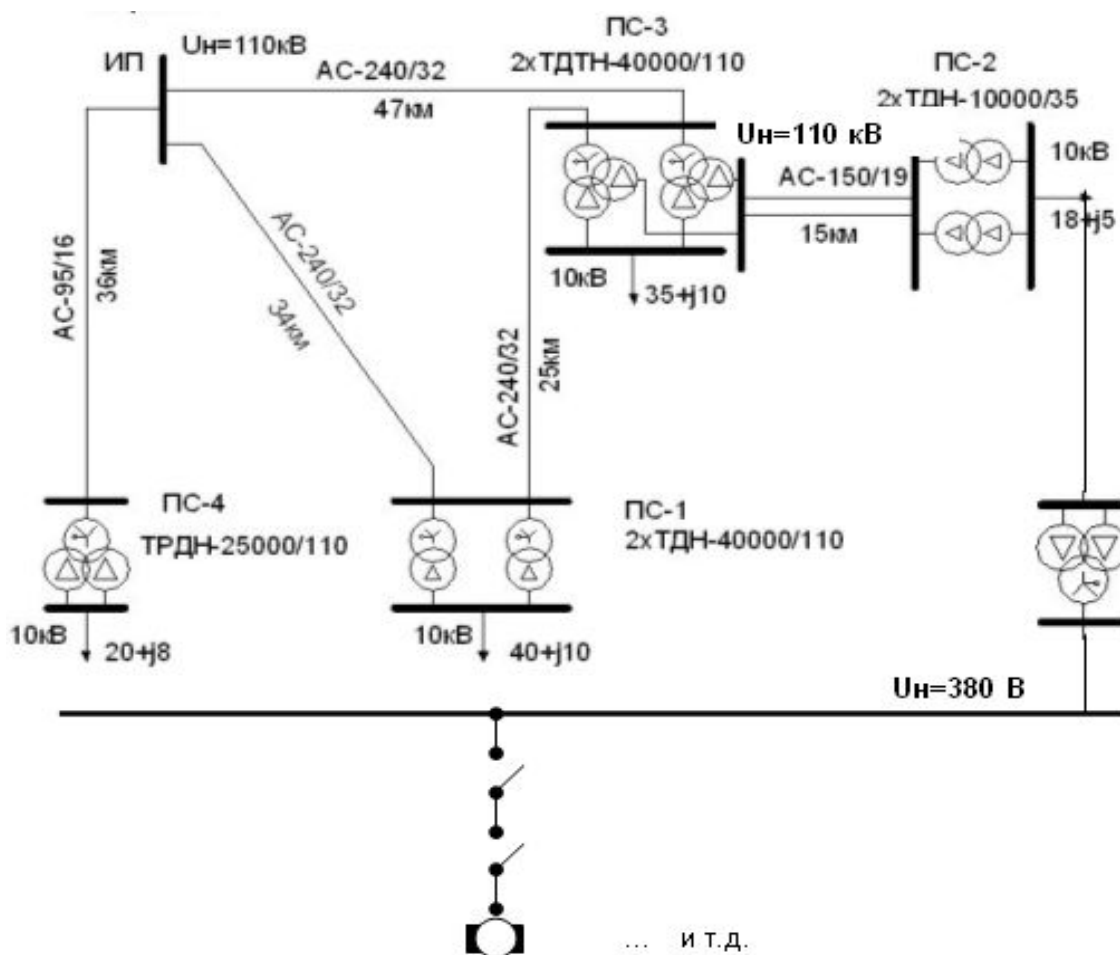 ИП
Uн=110кВ
АС-240/32
47км
ПС-3
2хТДТН-40000/110
ПС-2
2хТДН-10000/35
Uн=110 кВ
АС-150/19
15км
10кВ
18+j5
10кВ
35+j10
АС-95/16
36км
АС-240/32
34км
АС-240/32
25км
ПС-4
ТРДН-25000/110
ПС-1
2хТДН-40000/110
10кВ
20+j8
10кВ
40+j10
Uн=380 В
... и т.д.